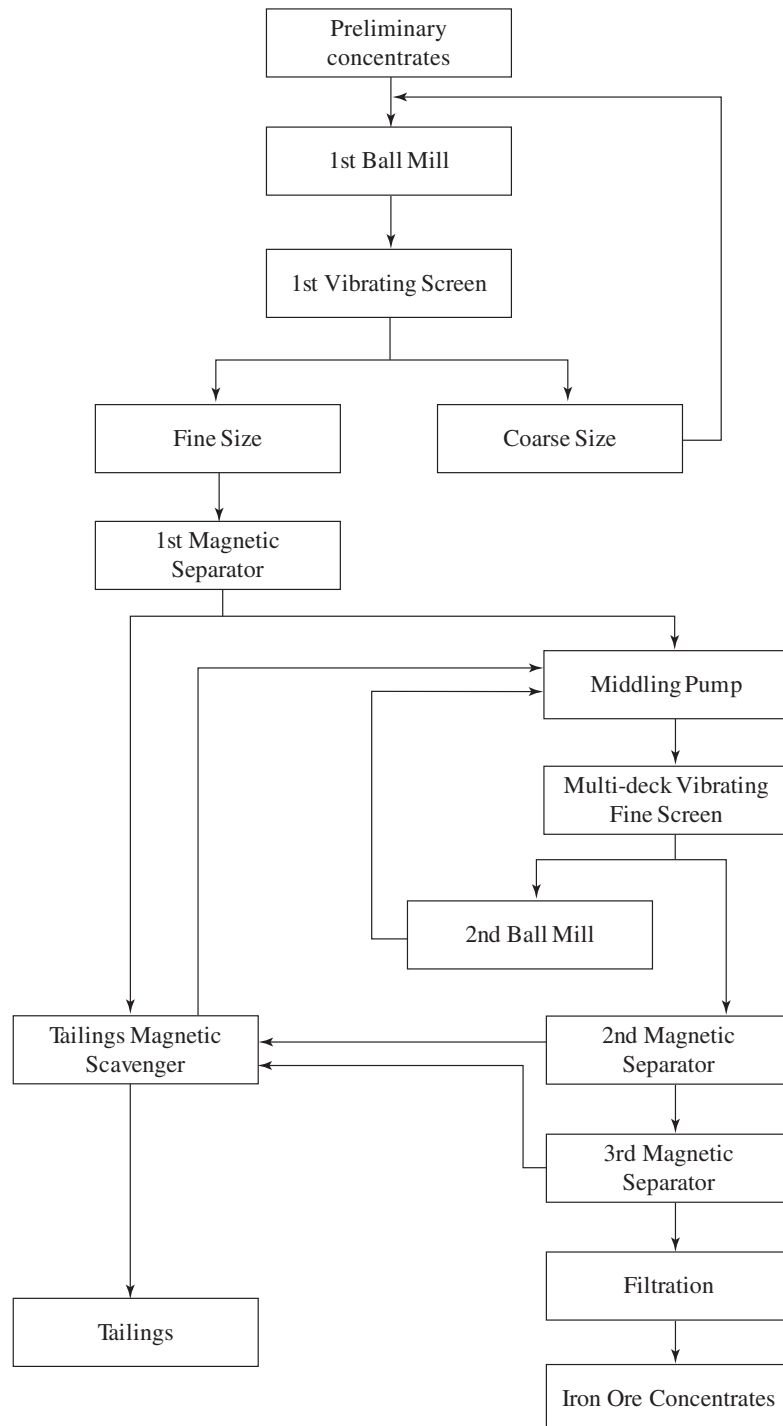 Preliminary
concentrates
1st Ball Mill
1st Vibrating Screen
Fine Size
Coarse Size
1st Magnetic
Separator
Middling Pump
Multi-deck Vibrating
Fine Screen
2nd Ball Mill
Tailings Magnetic
Scavenger
2nd Magnetic
Separator
3rd Magnetic
Separator
Filtration
Tailings
Iron Ore Concentrates